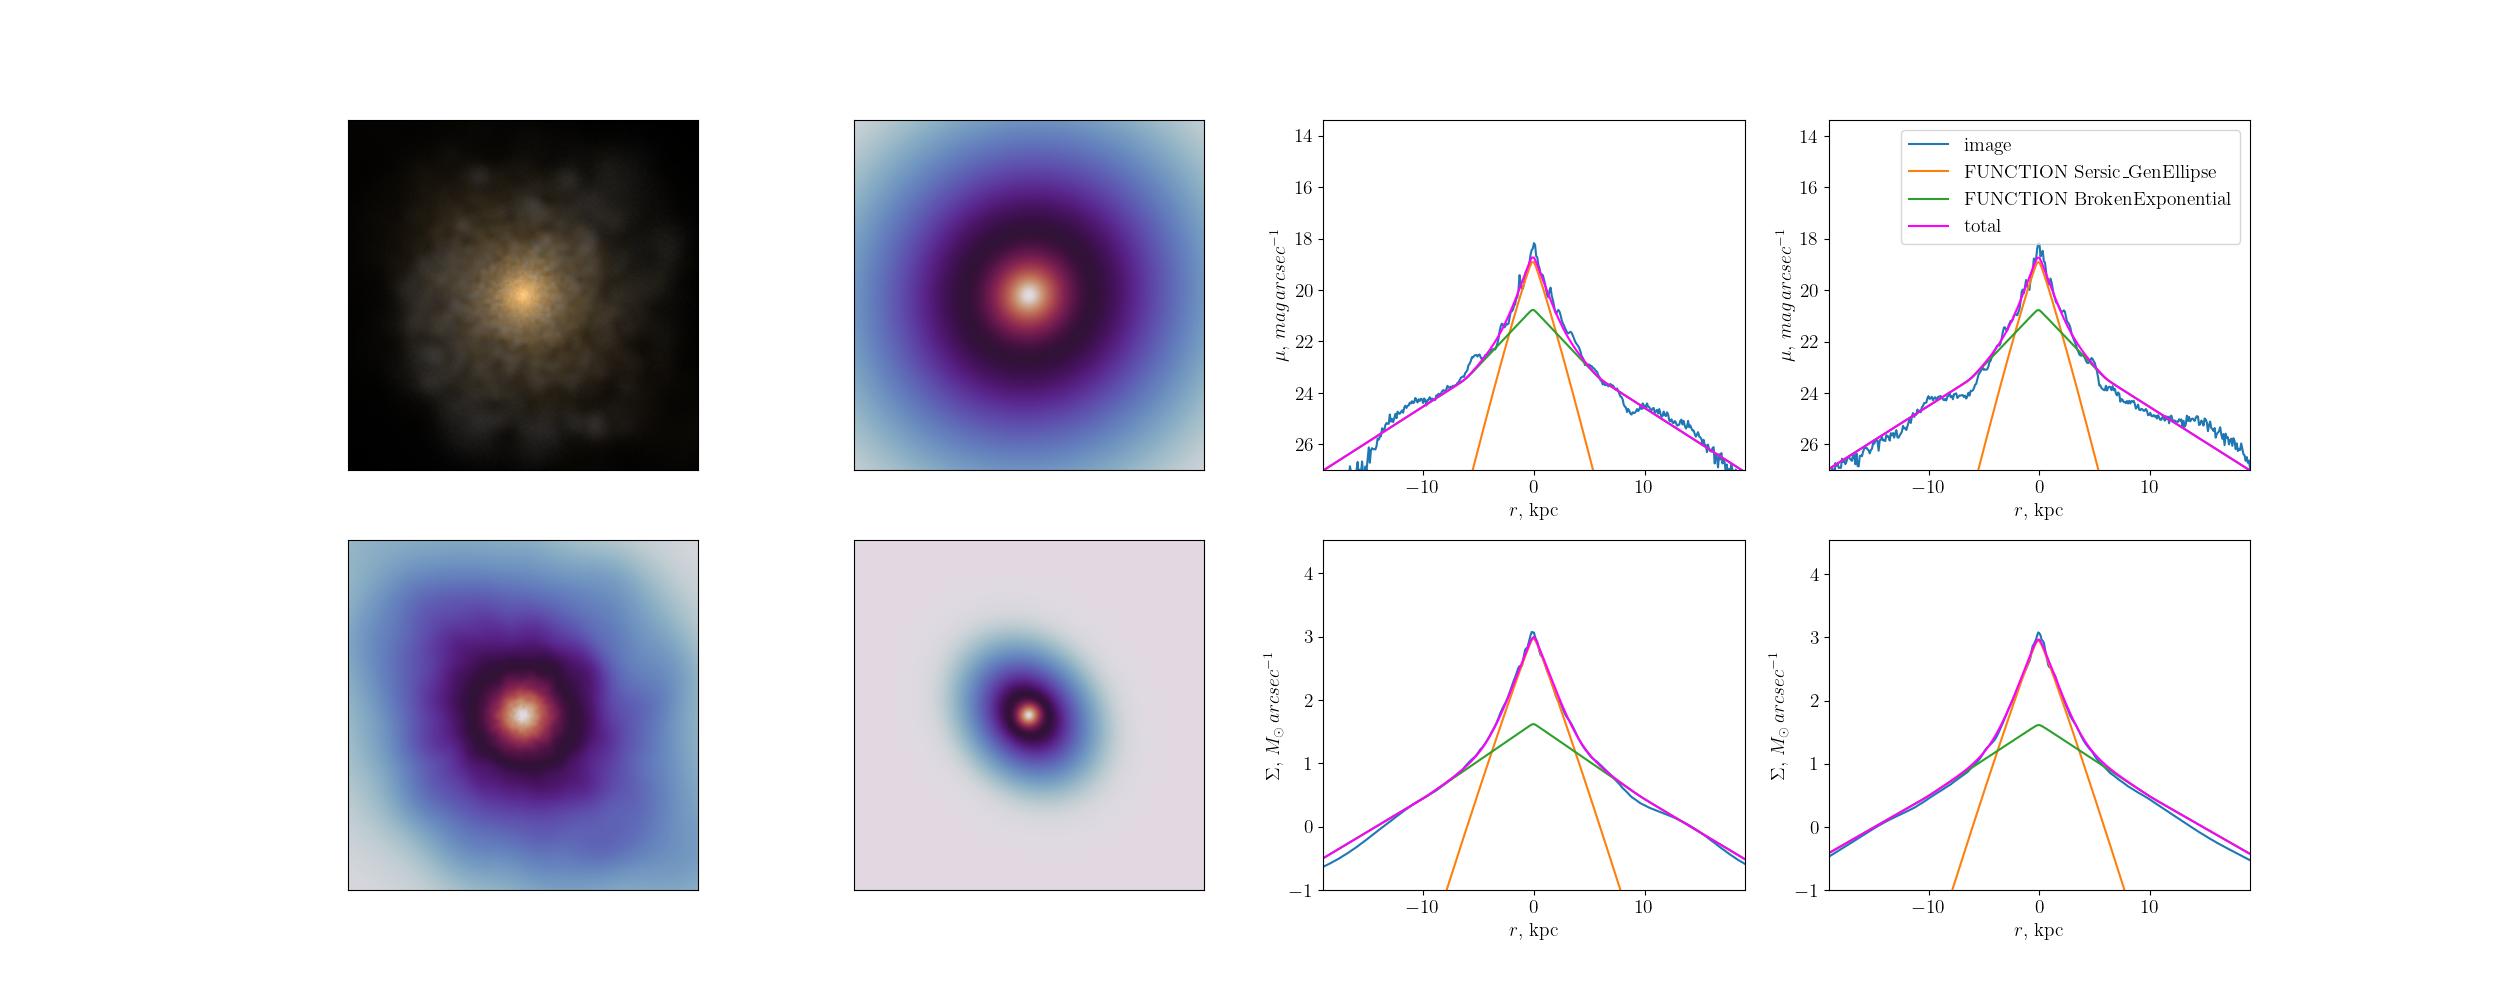 14
16
18
20
22
24
26
μ, mag arcsec⁻¹
−10 0 10
r, kpc
14
16
18
20
22
24
26
μ, mag arcsec⁻¹
image
FUNCTION Sersic_GenEllipse
FUNCTION BrokenExponential
total
−10 0 10
r, kpc
4
3
2
1
0
−1
Σ, M⊙ arcsec⁻¹
−10 0 10
r, kpc
4
3
2
1
0
−1
Σ, M⊙ arcsec⁻¹
−10 0 10
r, kpc